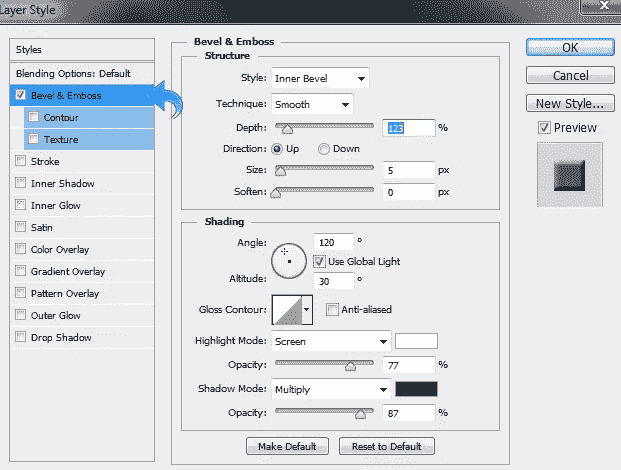 Layer Style
Styles
Blending Options: Default
Bevel & Emboss
Contour
Texture
Stroke
Inner Shadow
Inner Glow
Satin
Color Overlay
Gradient Overlay
Pattern Overlay
Outer Glow
Drop Shadow
Bevel & Emboss
Structure
Style: Inner Bevel
Technique: Smooth
Depth: 123 %
Direction: Up Down
Size: 5 px
Soften: 0 px
Shading
Angle: 120 °
Use Global Light
Altitude: 30 °
Gloss Contour: Anti-aliased
Highlight Mode: Screen
Opacity: 77 %
Shadow Mode: Multiply
Opacity: 87 %
Make Default Reset to Default
OK
Cancel
New Style...
Preview